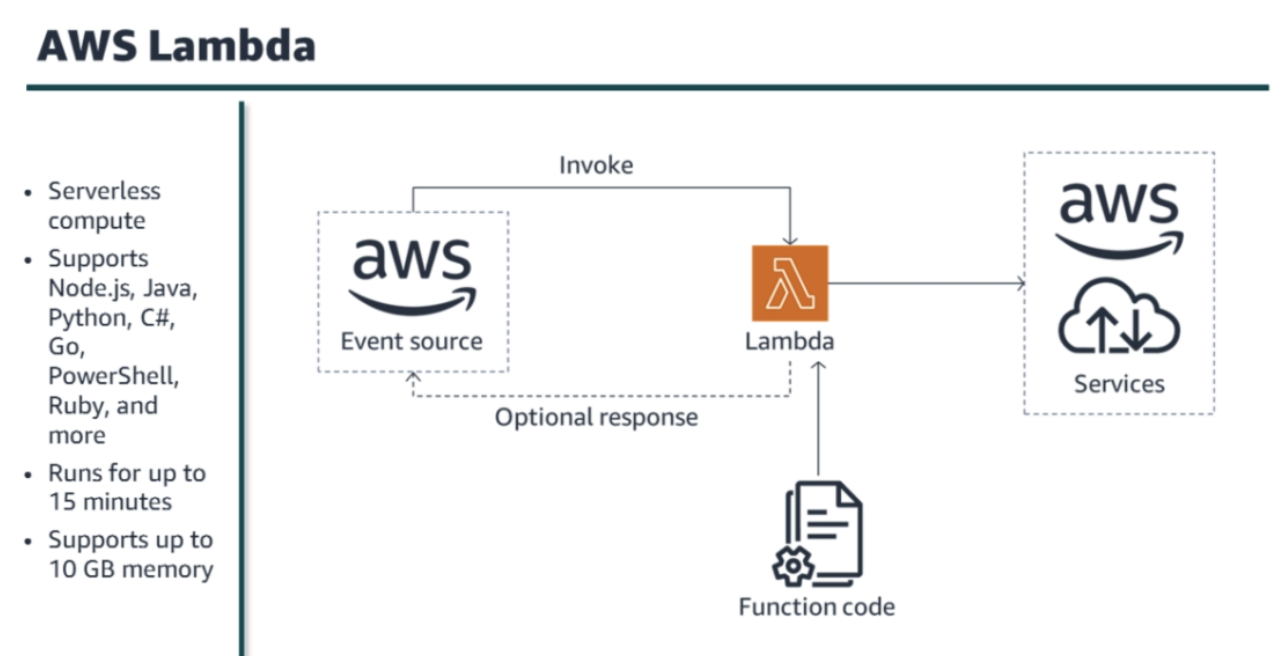 AWS Lambda
• Serverless
compute
• Supports
Node.js, Java,
Python, C#,
Go,
PowerShell,
Ruby, and
more
• Runs for up to
15 minutes
• Supports up to
10 GB memory
Invoke
aws
Event source
Lambda
Optional response
aws
Services
Function code